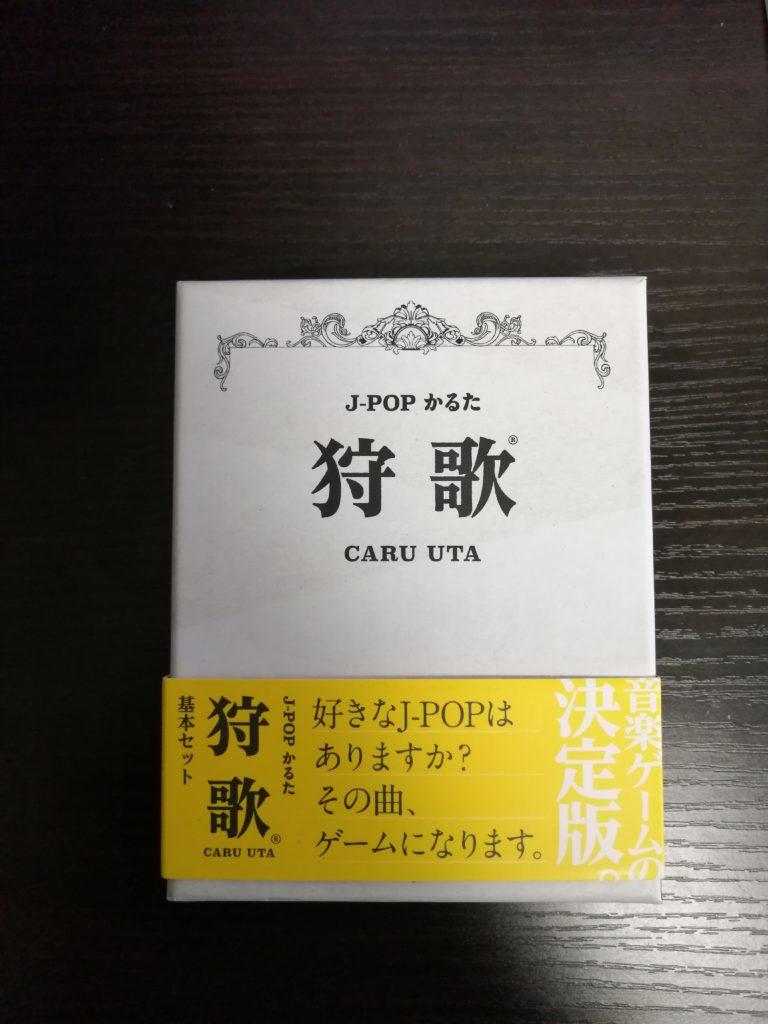 J-POP かるた
狩歌®
CARU UTA
音楽ゲームの
決定版。
好きなJ-POPは
ありますか?
その曲、
ゲームになります。
J-POP かるた
狩歌®
CARU UTA
基本セット